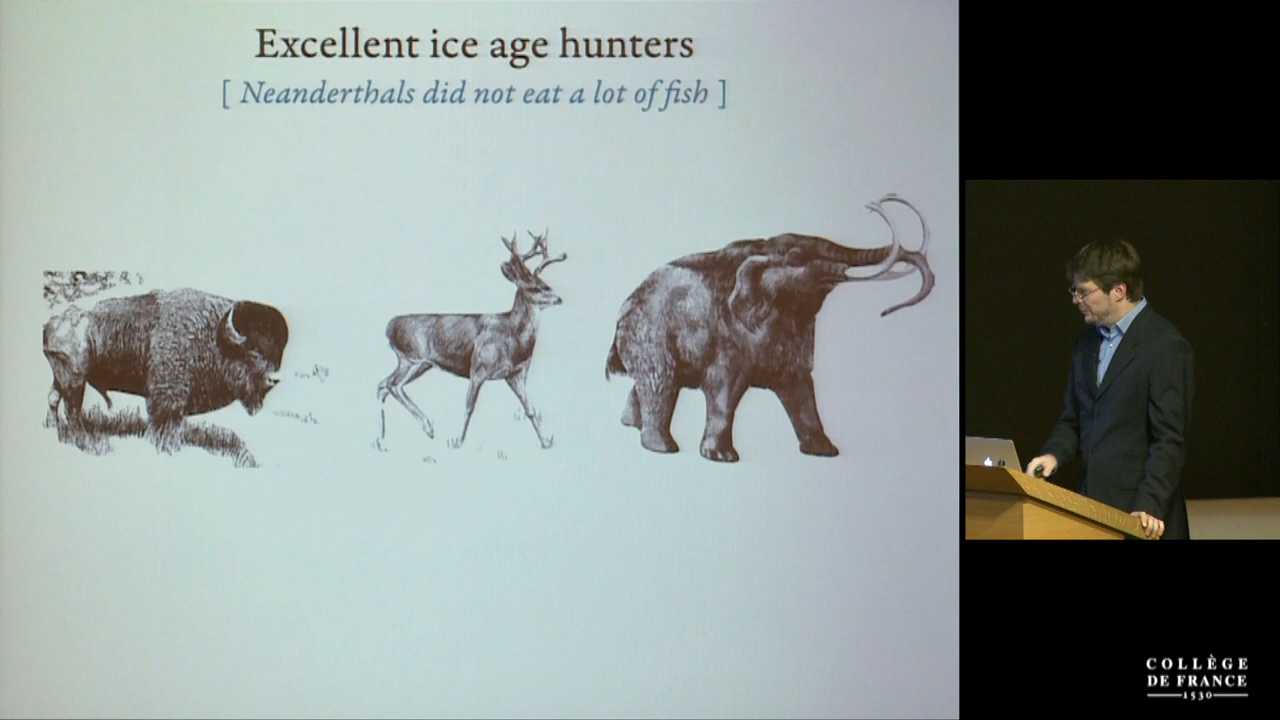 Excellent ice age hunters
[ Neanderthals did not eat a lot of fish ]
COLLÈGE
DE FRANCE
1530